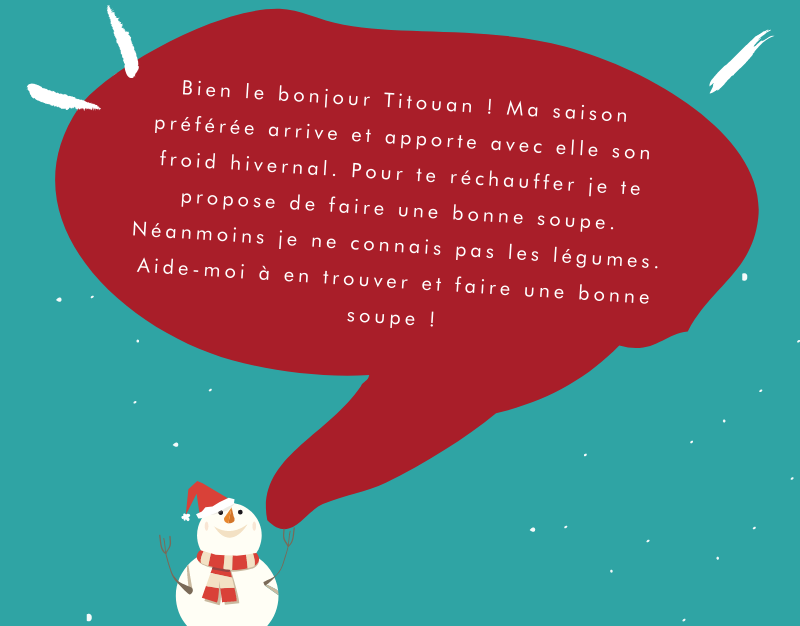 Bien le bonjour Titouan ! Ma saison
préférée arrive et apporte avec elle son
froid hivernal. Pour te réchauffer je te
propose de faire une bonne soupe.
Néanmoins je ne connais pas les légumes.
Aide-moi à en trouver et faire une bonne
soupe !